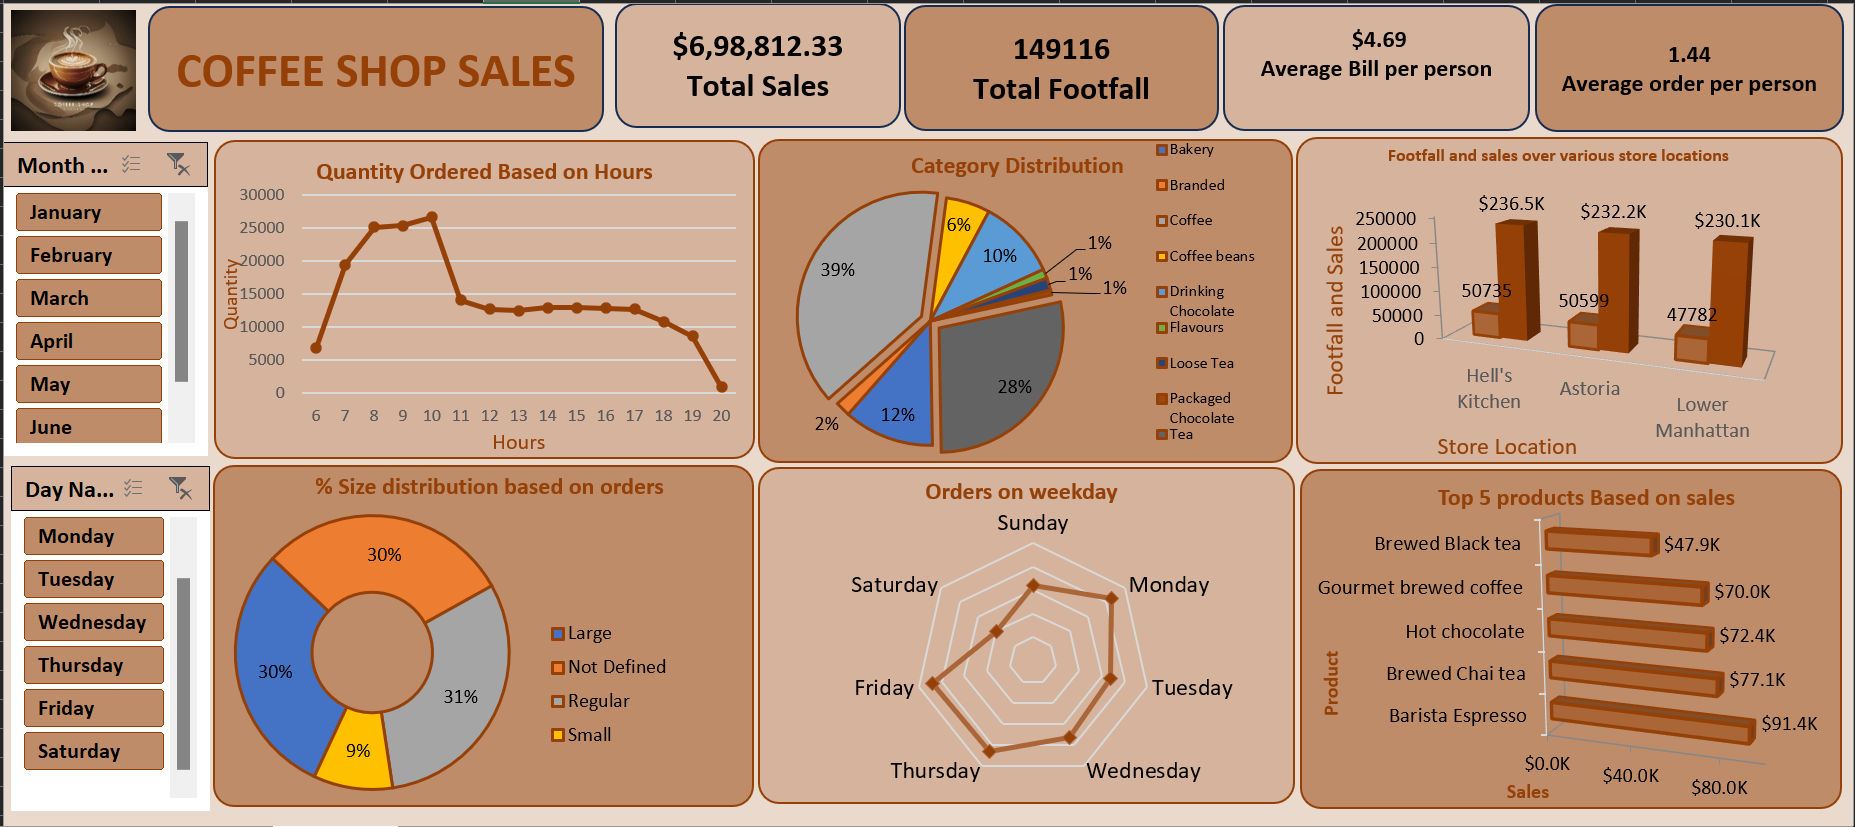 COFFEE SHOP
COFFEE SHOP SALES
$6,98,812.33
Total Sales
149116
Total Footfall
$4.69
Average Bill per person
1.44
Average order per person
Month ...
January
February
March
April
May
June
Quantity Ordered Based on Hours
Quantity
30000
25000
20000
15000
10000
5000
0
6 7 8 9 10 11 12 13 14 15 16 17 18 19 20
Hours
Category Distribution
39%
6%
10%
1%
1%
1%
28%
12%
2%
Bakery
Branded
Coffee
Coffee beans
Drinking
Chocolate
Flavours
Loose Tea
Packaged
Chocolate
Tea
Footfall and sales over various store locations
Footfall and Sales
250000
200000
150000
100000
50000
0
$236.5K
$232.2K
$230.1K
50735
50599
47782
Hell's
Kitchen
Astoria
Lower
Manhattan
Store Location
Day Na...
Monday
Tuesday
Wednesday
Thursday
Friday
Saturday
% Size distribution based on orders
30%
30%
31%
9%
Large
Not Defined
Regular
Small
Orders on weekday
Sunday
Monday
Tuesday
Wednesday
Thursday
Friday
Saturday
Top 5 products Based on sales
Product
Brewed Black tea $47.9K
Gourmet brewed coffee $70.0K
Hot chocolate $72.4K
Brewed Chai tea $77.1K
Barista Espresso $91.4K
$0.0K $40.0K $80.0K
Sales